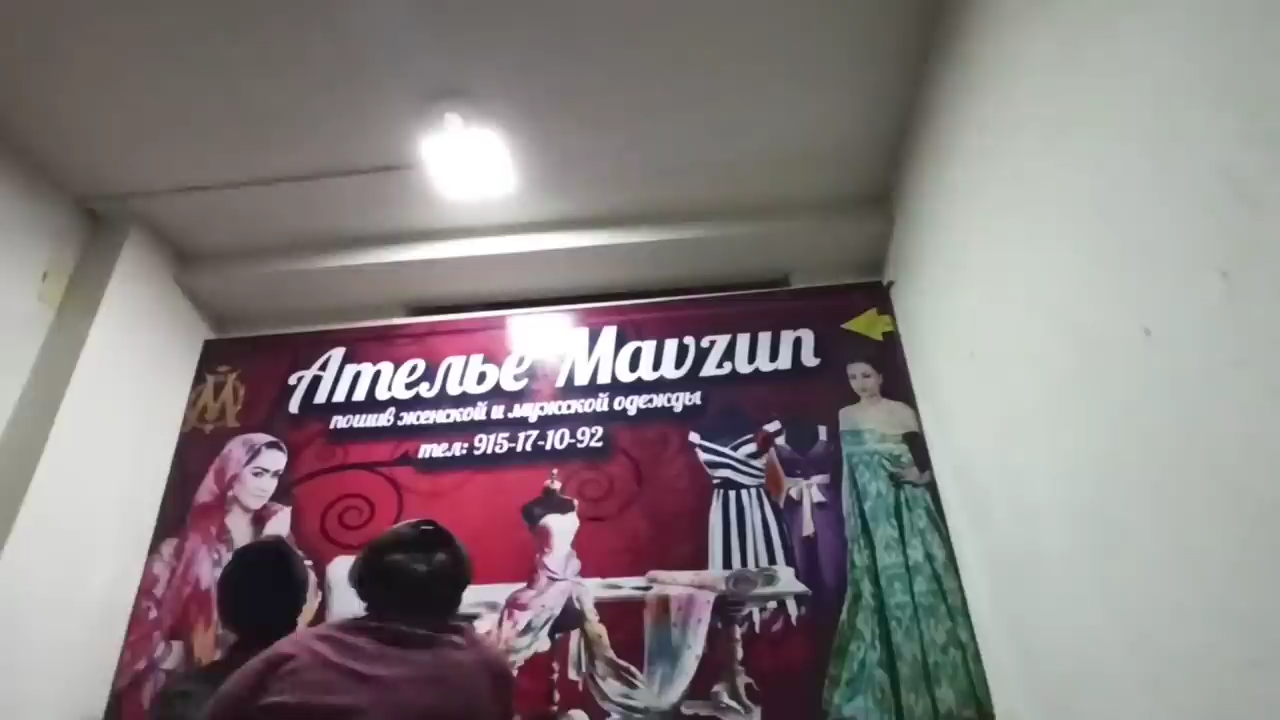 Ателье Mavzun
пошив женской и мужской одежды
тел: 915-17-10-92
M